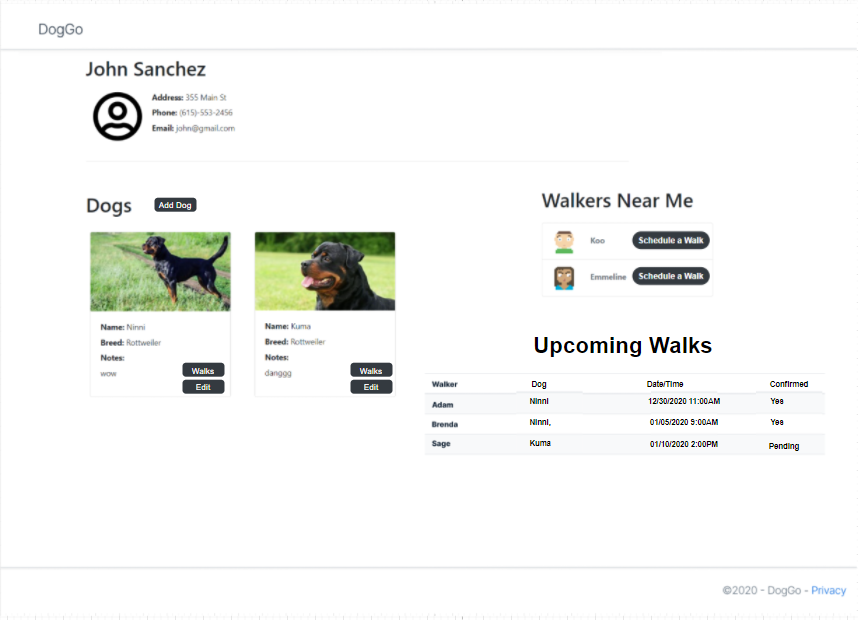 DogGo
John Sanchez
Address: 355 Main St
Phone: (615)-553-2456
Email: john@gmail.com
Dogs Add Dog
Name: Ninni
Breed: Rottweiler
Notes:
wow
Walks
Edit
Name: Kuma
Breed: Rottweiler
Notes:
danggg
Walks
Edit
Walkers Near Me
Koo Schedule a Walk
Emmeline Schedule a Walk
Upcoming Walks
Walker Dog Date/Time Confirmed
Adam Ninni 12/30/2020 11:00AM Yes
Brenda Ninni, 01/05/2020 9:00AM Yes
Sage Kuma 01/10/2020 2:00PM Pending
©2020 - DogGo - Privacy